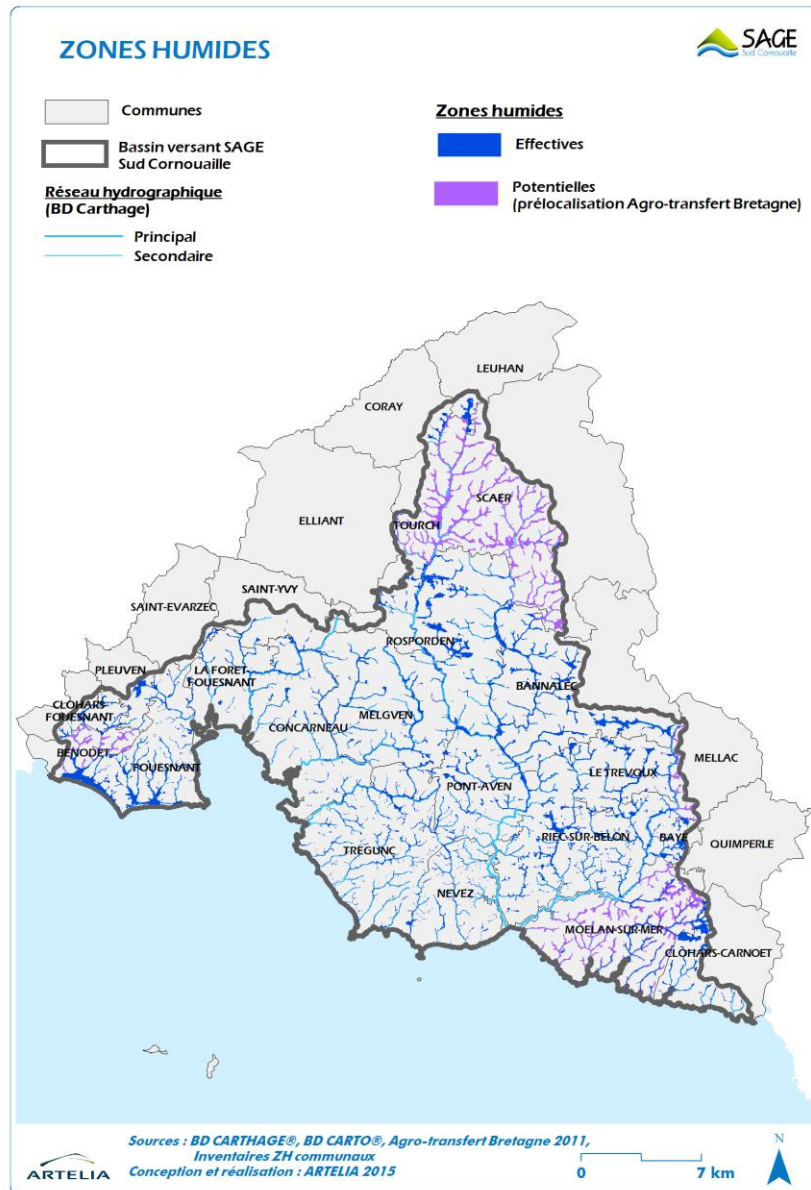 ZONES HUMIDES
SAGE
Sud Cornouaille
Communes
Bassin versant SAGE
Sud Cornouaille
Réseau hydrographique
(BD Carthage)
Principal
Secondaire
Zones humides
Effectives
Potentielles
(prélocalisation Agro-transfert Bretagne)
LEUHAN
CORAY
SCAER
ELLIANT
TOURCH
SAINT-YVY
SAINT-EVARZEC
ROSPORDEN
PLEUVEN
LA FORET-
FOUESNANT
BANNALEC
CLOHARS-
FOUESNANT
CONCARNEAU
MELGVEN
BENODET
FOUESNANT
MELLAC
LE TREVOUX
PONT-AVEN
RIEC-SUR-BELON
BAYE
QUIMPERLE
TREGUNC
NEVEZ
MOELAN-SUR-MER
CLOHARS-CARNOET
Sources : BD CARTHAGE®, BD CARTO®, Agro-transfert Bretagne 2011,
Inventaires ZH communaux
Conception et réalisation : ARTELIA 2015
ARTELIA
0 7 km
N